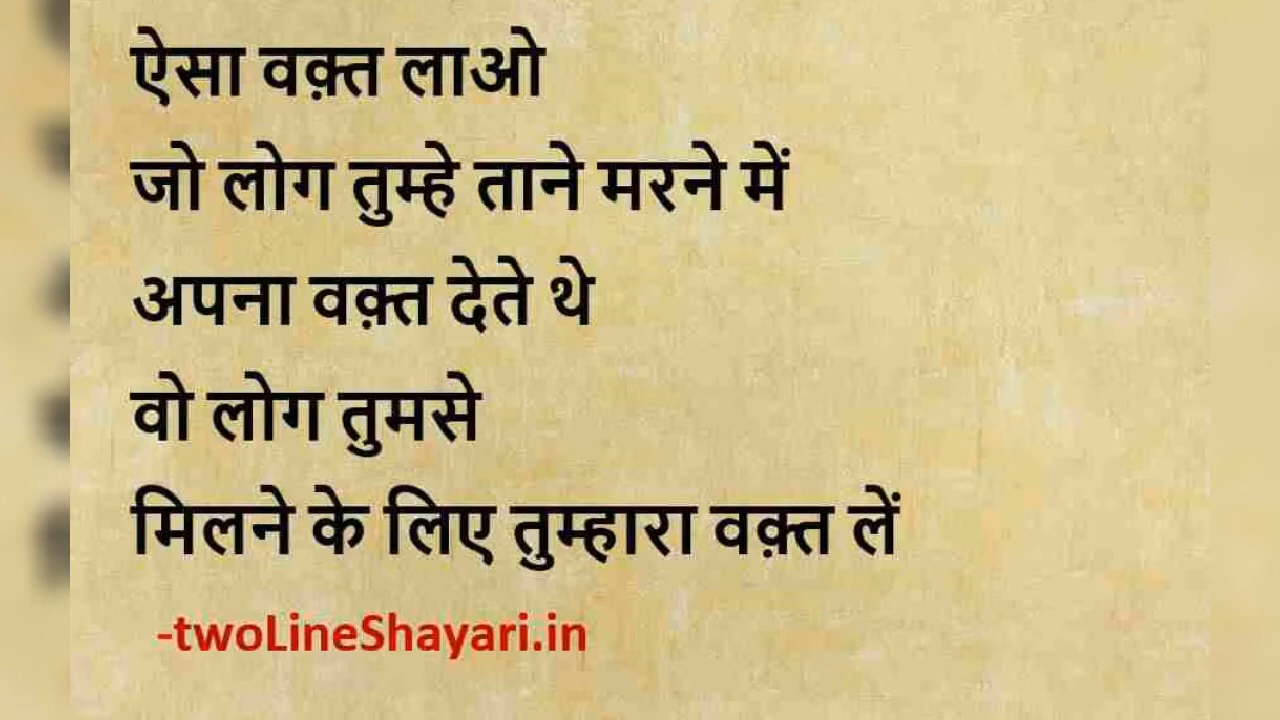 ऐसा वक़्त लाओ
जो लोग तुम्हे ताने मरने में
अपना वक़्त देते थे
वो लोग तुमसे
मिलने के लिए तुम्हारा वक़्त लें
-twoLineShayari.in